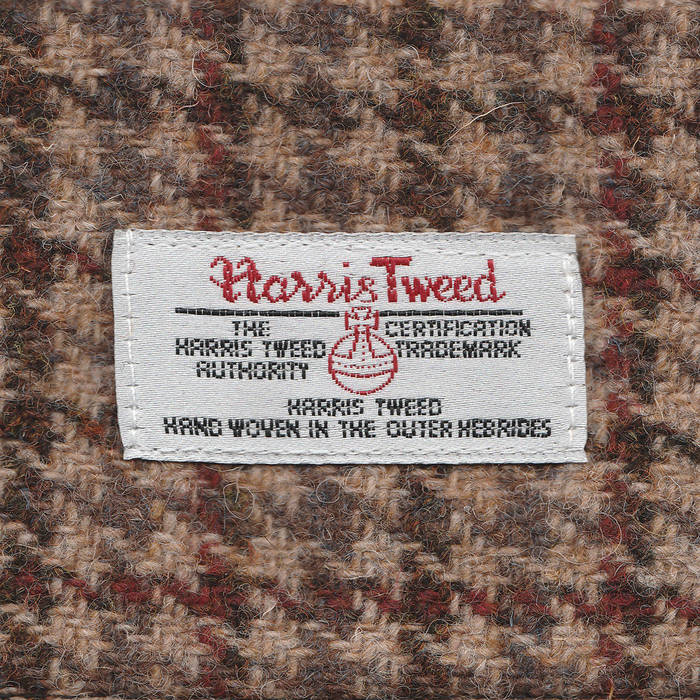 Harris Tweed
THE HARRIS TWEED AUTHORITY
CERTIFICATION TRADEMARK
HARRIS TWEED
HAND WOVEN IN THE OUTER HEBRIDES